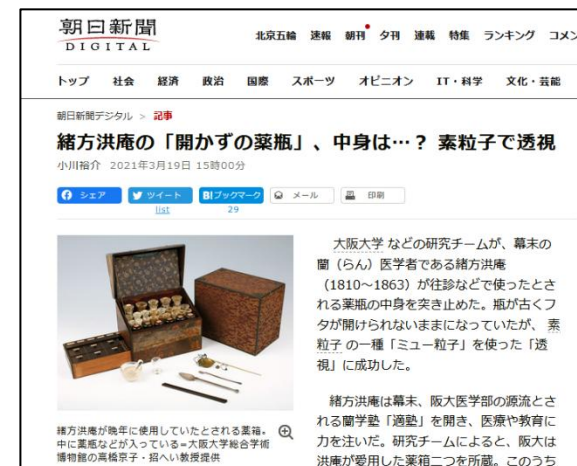 朝日新聞
DIGITAL
北京五輪 速報 朝刊 夕刊 連載 特集 ランキング コメン
トップ 社会 経済 政治 国際 スポーツ オピニオン IT・科学 文化・芸能
朝日新聞デジタル > 記事
緒方洪庵の「開かずの薬瓶」、中身は…? 素粒子で透視
小川裕介 2021年3月19日 15時00分
シェア ツイート B!ブックマーク メール 印刷
list 29
大阪大学 などの研究チームが、幕末の
蘭（らん）医学者である緒方洪庵
（1810～1863）が往診などで使ったとさ
れる薬瓶の中身を突き止めた。瓶が古くフ
タが開けられないままになっていたが、 素
粒子 の一種「ミュー粒子」を使った「透
視」に成功した。
緒方洪庵は幕末、阪大医学部の源流とさ
れる蘭学塾「適塾」を開き、医療や教育に
力を注いだ。研究チームによると、阪大は
洪庵が愛用した薬箱二つを所蔵。このうち
緒方洪庵が晩年に使用していたとされる薬箱。
中に薬瓶などが入っている=大阪大学総合学術
博物館の高橋京子・招へい教授提供